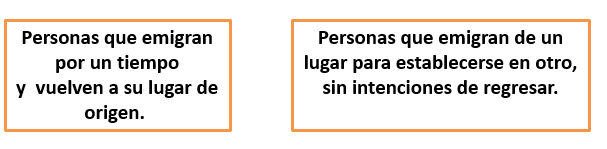 Personas que emigran
por un tiempo
y  vuelven a su lugar de
origen.
Personas que emigran de un
lugar para establecerse en otro,
sin intenciones de regresar.